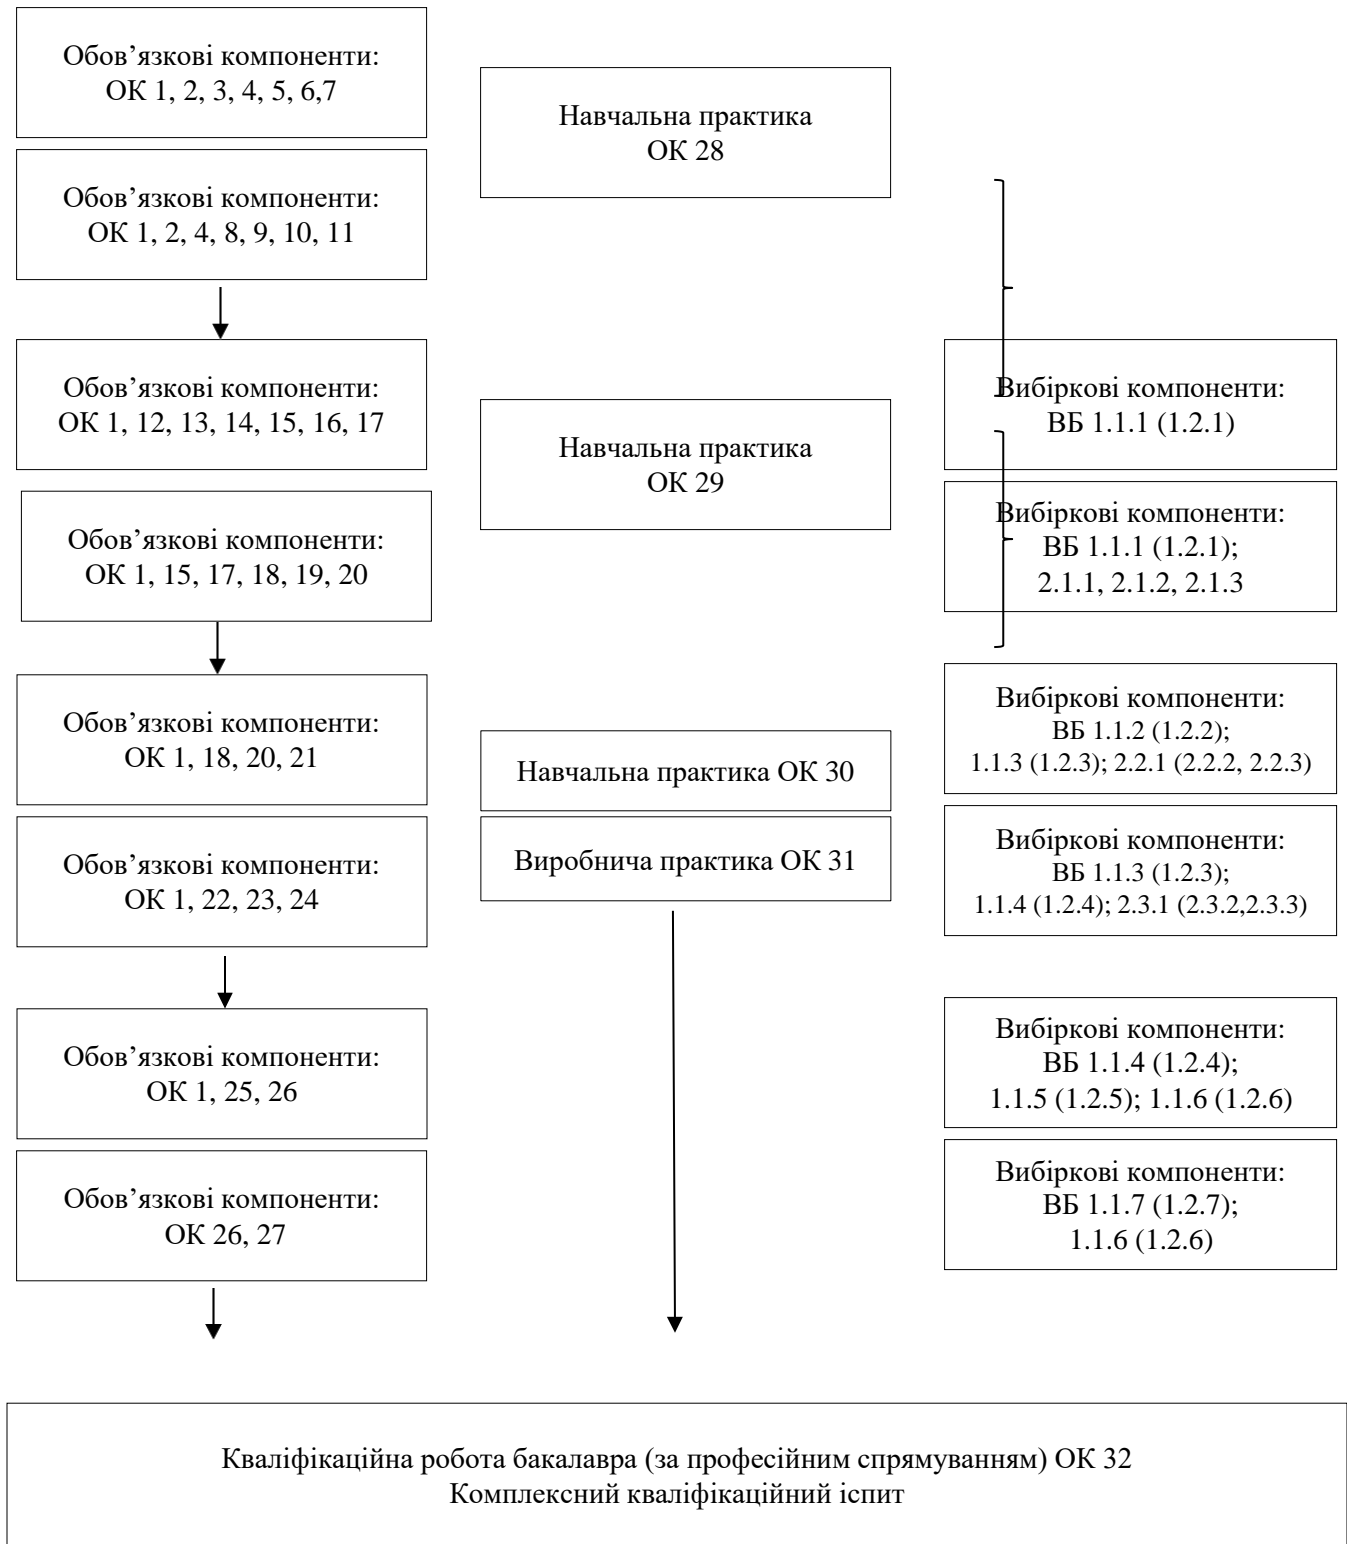 Обов’язкові компоненти:
ОК 1, 2, 3, 4, 5, 6,7
Навчальна практика
ОК 28
Обов’язкові компоненти:
ОК 1, 2, 4, 8, 9, 10, 11
Обов’язкові компоненти:
ОК 1, 12, 13, 14, 15, 16, 17
Навчальна практика
ОК 29
Вибіркові компоненти:
ВБ 1.1.1 (1.2.1)
Обов’язкові компоненти:
ОК 1, 15, 17, 18, 19, 20
Вибіркові компоненти:
ВБ 1.1.1 (1.2.1);
2.1.1, 2.1.2, 2.1.3
Обов’язкові компоненти:
ОК 1, 18, 20, 21
Навчальна практика ОК 30
Вибіркові компоненти:
ВБ 1.1.2 (1.2.2);
1.1.3 (1.2.3); 2.2.1 (2.2.2, 2.2.3)
Обов’язкові компоненти:
ОК 1, 22, 23, 24
Виробнича практика ОК 31
Вибіркові компоненти:
ВБ 1.1.3 (1.2.3);
1.1.4 (1.2.4); 2.3.1 (2.3.2,2.3.3)
Обов’язкові компоненти:
ОК 1, 25, 26
Вибіркові компоненти:
ВБ 1.1.4 (1.2.4);
1.1.5 (1.2.5); 1.1.6 (1.2.6)
Обов’язкові компоненти:
ОК 26, 27
Вибіркові компоненти:
ВБ 1.1.7 (1.2.7);
1.1.6 (1.2.6)
Кваліфікаційна робота бакалавра (за професійним спрямуванням) ОК 32
Комплексний кваліфікаційний іспит